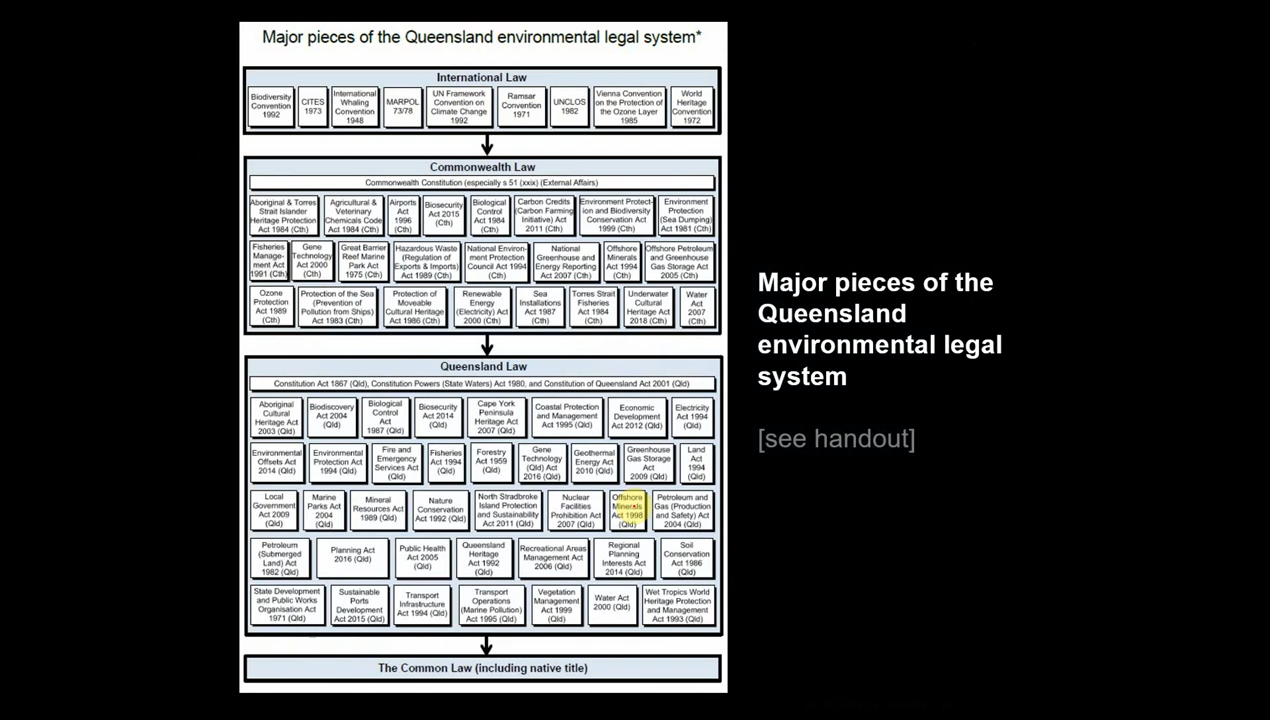 Major pieces of the Queensland environmental legal system*
International Law
Biodiversity
Convention
1992
CITES
1973
International
Whaling
Convention
1948
MARPOL
73/78
UN Framework
Convention on
Climate Change
1992
Ramsar
Convention
1971
UNCLOS
1982
Vienna Convention
on the Protection of
the Ozone Layer
1985
World
Heritage
Convention
1972
Commonwealth Law
Commonwealth Constitution (especially s 51 (xxix) (External Affairs)
Aboriginal & Torres
Strait Islander
Heritage Protection
Act 1984 (Cth)
Agricultural &
Veterinary
Chemicals Code
Act 1984 (Cth)
Airports
Act
1996
(Cth)
Biosecurity
Act 2015
(Cth)
Biological
Control
Act 1984
(Cth)
Carbon Credits
(Carbon Farming
Initiative) Act
2011 (Cth)
Environment Protect-
ion and Biodiversity
Conservation Act
1999 (Cth)
Environment
Protection
(Sea Dumping)
Act 1981 (Cth)
Fisheries
Manage-
ment Act
1991 (Cth)
Gene
Technology
Act 2000
(Cth)
Great Barrier
Reef Marine
Park Act
1975 (Cth)
Hazardous Waste
(Regulation of
Exports & Imports)
Act 1989 (Cth)
National Environ-
ment Protection
Council Act 1994
(Cth)
National
Greenhouse and
Energy Reporting
Act 2007 (Cth)
Offshore
Minerals
Act 1994
(Cth)
Offshore Petroleum
and Greenhouse
Gas Storage Act
2005 (Cth)
Ozone
Protection
Act 1989
(Cth)
Protection of the Sea
(Prevention of
Pollution from Ships)
Act 1983 (Cth)
Protection of
Moveable
Cultural Heritage
Act 1986 (Cth)
Renewable
Energy
(Electricity) Act
2000 (Cth)
Sea
Installations
Act 1987
(Cth)
Torres Strait
Fisheries
Act 1984
(Cth)
Underwater
Cultural
Heritage Act
2018 (Cth)
Water
Act
2007
(Cth)
Queensland Law
Constitution Act 1867 (Qld), Constitution Powers (State Waters) Act 1980, and Constitution of Queensland Act 2001 (Qld)
Aboriginal
Cultural
Heritage Act
2003 (Qld)
Biodiscovery
Act 2004
(Qld)
Biological
Control
Act
1987 (Qld)
Biosecurity
Act 2014
(Qld)
Cape York
Peninsula
Heritage Act
2007 (Qld)
Coastal Protection
and Management
Act 1995 (Qld)
Economic
Development
Act 2012 (Qld)
Electricity
Act 1994
(Qld)
Environmental
Offsets Act
2014 (Qld)
Environmental
Protection Act
1994 (Qld)
Fire and
Emergency
Services Act
(Qld)
Fisheries
Act 1994
(Qld)
Forestry
Act 1959
(Qld)
Gene
Technology
(Qld) Act
2016 (Qld)
Geothermal
Energy Act
2010 (Qld)
Greenhouse
Gas Storage
Act
2009 (Qld)
Land
Act
1994
(Qld)
Local
Government
Act 2009
(Qld)
Marine
Parks Act
2004
(Qld)
Mineral
Resources Act
1989 (Qld)
Nature
Conservation
Act 1992 (Qld)
North Stradbroke
Island Protection
and Sustainability
Act 2011 (Qld)
Nuclear
Facilities
Prohibition Act
2007 (Qld)
Offshore
Minerals
Act 1998
(Qld)
Petroleum and
Gas (Production
and Safety) Act
2004 (Qld)
Petroleum
(Submerged
Land) Act
1982 (Qld)
Planning Act
2016 (Qld)
Public Health
Act 2005
(Qld)
Queensland
Heritage Act
1992
(Qld)
Recreational Areas
Management Act
2006 (Qld)
Regional
Planning
Interests Act
2014 (Qld)
Soil
Conservation
Act 1986
(Qld)
State Development
and Public Works
Organisation Act
1971 (Qld)
Sustainable
Ports
Development
Act 2015 (Qld)
Transport
Infrastructure
Act 1994 (Qld)
Transport
Operations
(Marine Pollution)
Act 1995 (Qld)
Vegetation
Management
Act 1999
(Qld)
Water Act
2000 (Qld)
Wet Tropics World
Heritage Protection
and Management
Act 1993 (Qld)
The Common Law (including native title)
Major pieces of the
Queensland
environmental legal
system
[see handout]